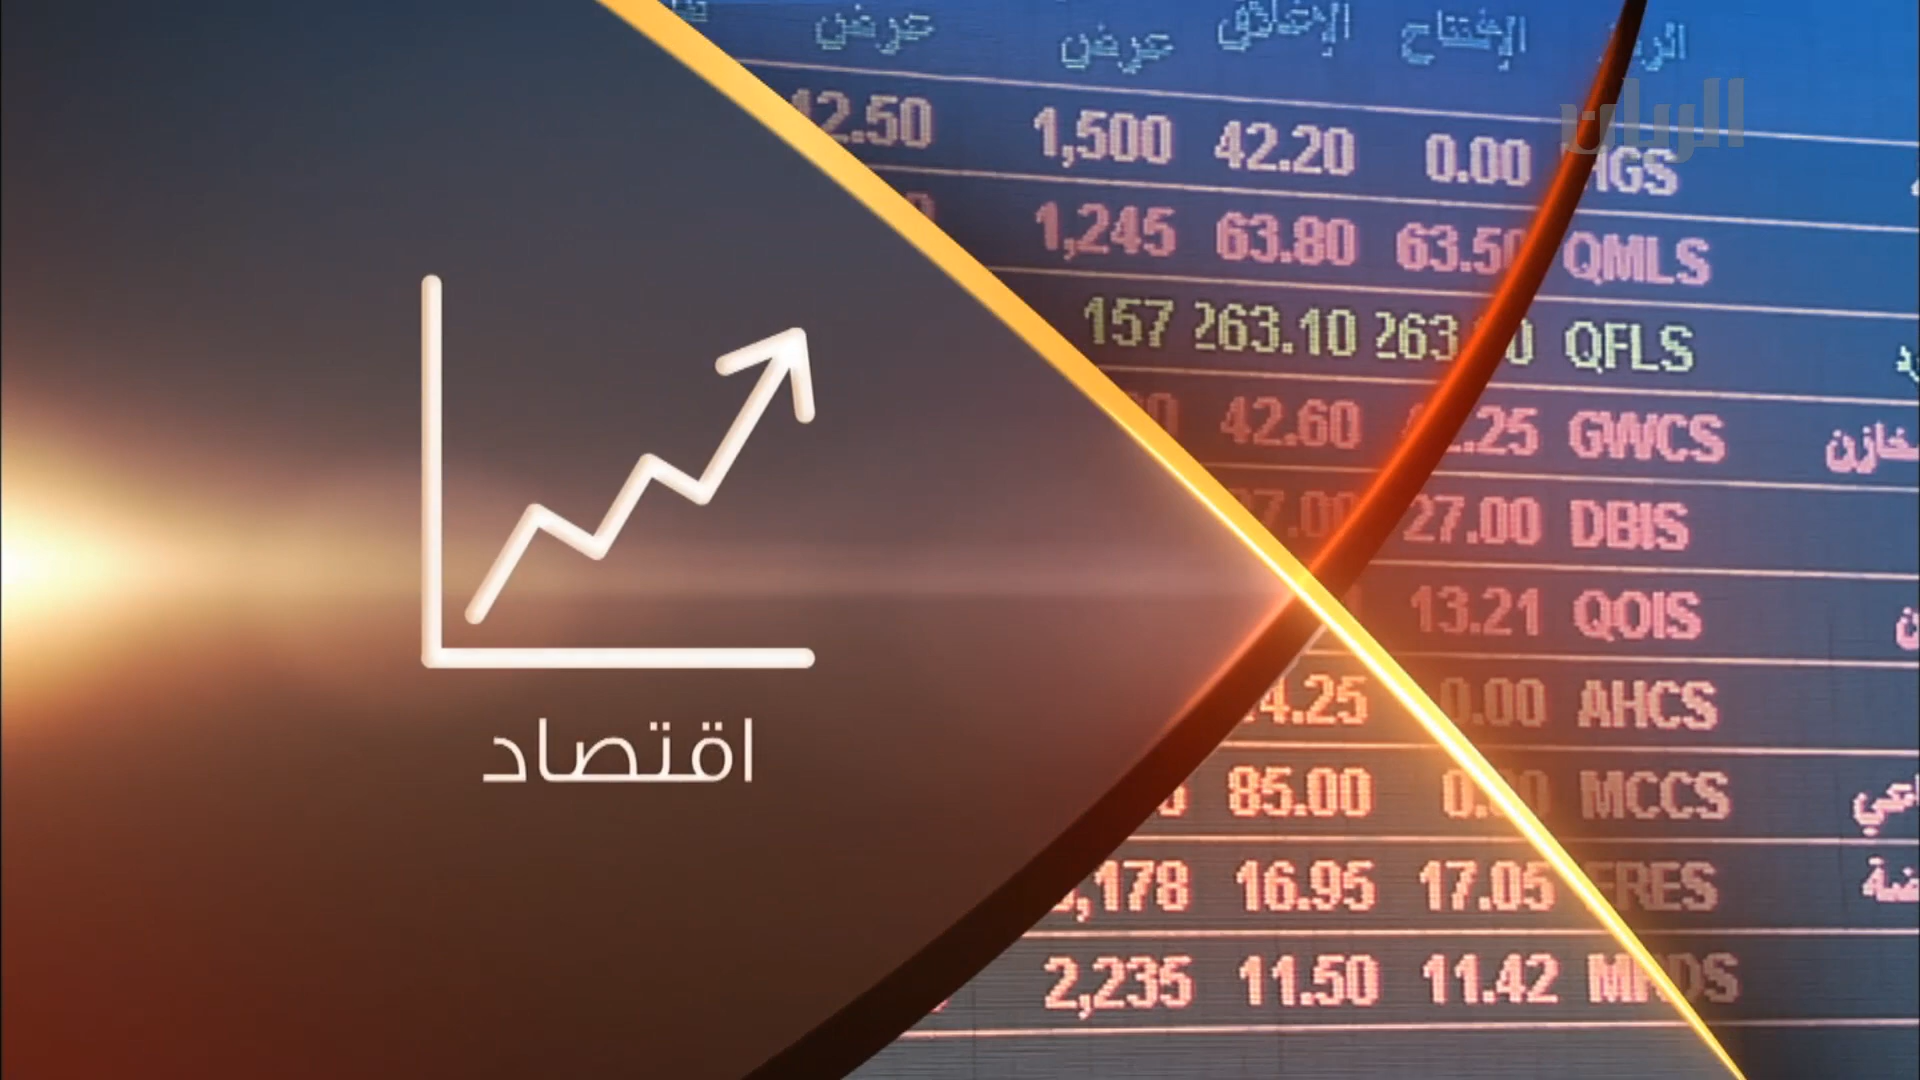 عرض عرض الإغلاق الإفتتاح
الريان
1,500 42.20 0.00
1,245 63.80 QMLS
157 263.10 QFLS
42.60 GWCS
27.00 DBIS
13.21 QOIS
AHCS
85.00 MCCS
16.95 17.05
2,235 11.50 11.42
اقتصاد